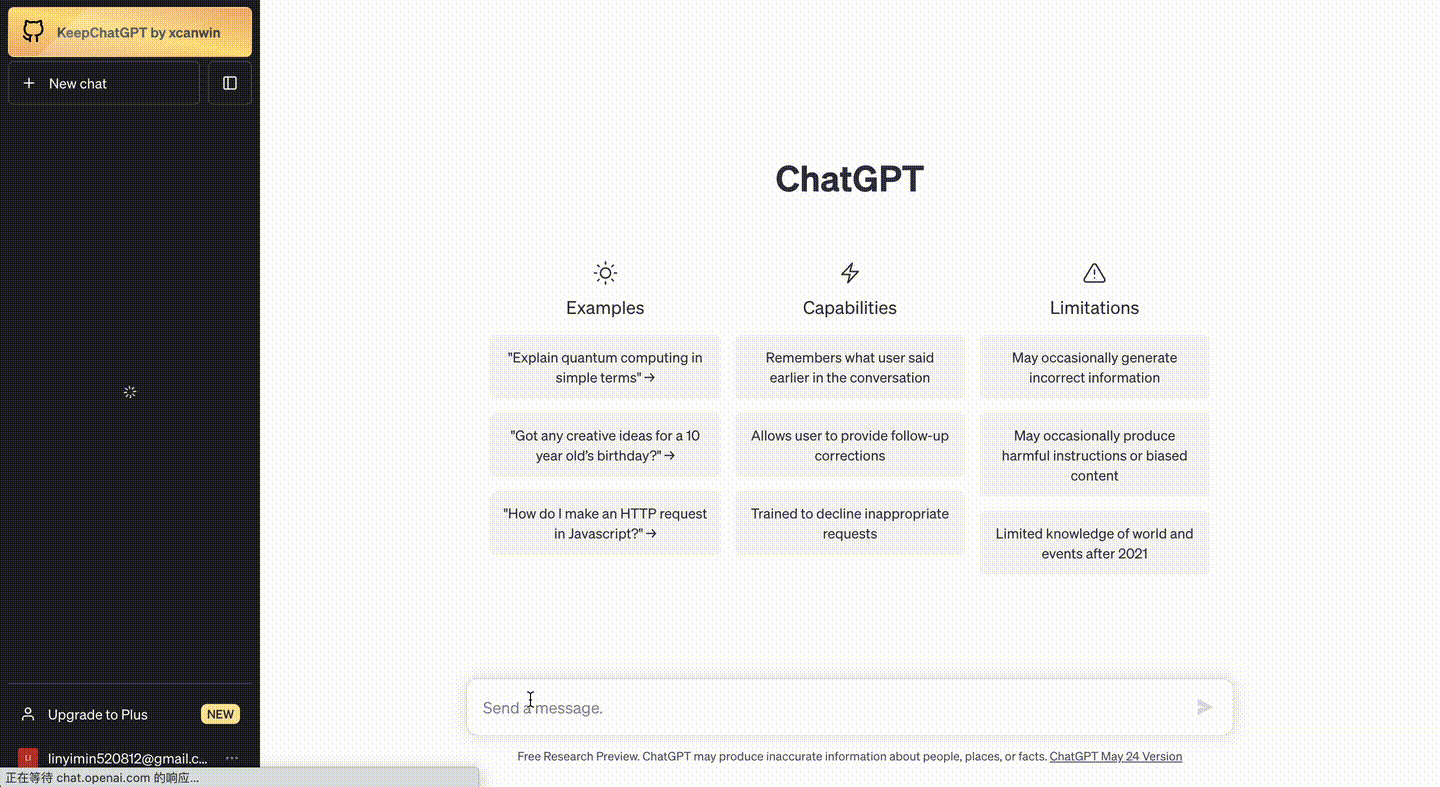 KeepChatGPT by xcanwin
New chat
ChatGPT
Examples
"Explain quantum computing in
simple terms" →
"Got any creative ideas for a 10
year old's birthday?" →
"How do I make an HTTP request
in Javascript?" →
Capabilities
Remembers what user said
earlier in the conversation
Allows user to provide follow-up
corrections
Trained to decline inappropriate
requests
Limitations
May occasionally generate
incorrect information
May occasionally produce
harmful instructions or biased
content
Limited knowledge of world and
events after 2021
Upgrade to Plus NEW
u linyimin520812@gmail.c...
正在等待 chat.openai.com 的响应...
Send a message.
Free Research Preview. ChatGPT may produce inaccurate information about people, places, or facts. ChatGPT May 24 Version